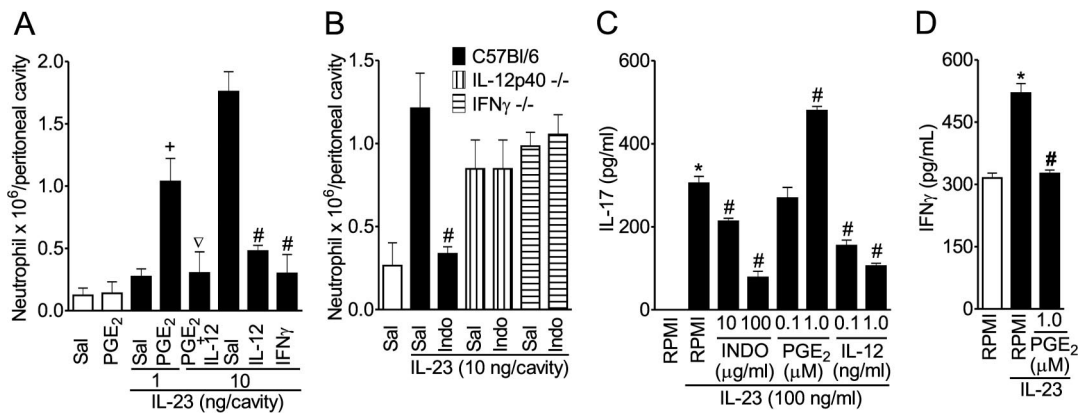 A
Neutrophil x 10⁶/peritoneal cavity
2.0
1.5
1.0
0.5
0.0
+
∇
#
#
Sal
PGE₂
Sal
PGE₂
PGE₂ + IL-12
Sal
IL-12
IFNγ
1
10
IL-23 (ng/cavity)
B
Neutrophil x 10⁶/peritoneal cavity
1.5
1.0
0.5
0.0
C57Bl/6
IL-12p40 -/-
IFNγ -/-
#
Sal
Sal
Indo
Sal
Indo
Sal
Indo
IL-23 (10 ng/cavity)
C
IL-17 (pg/ml)
600
400
200
0
*
#
#
#
#
#
RPMI
RPMI
10 100
INDO
(μg/ml)
0.1 1.0
PGE₂
(μM)
0.1 1.0
IL-12
(ng/ml)
IL-23 (100 ng/ml)
D
IFNγ (pg/mL)
600
450
300
150
0
*
#
RPMI
RPMI
1.0
PGE₂
(μM)
IL-23